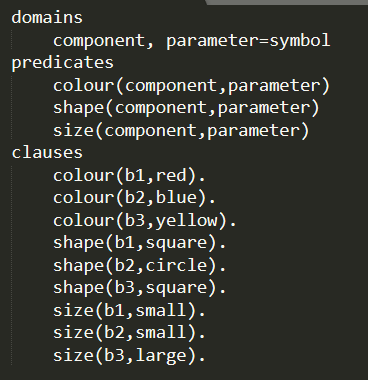 domains
component, parameter=symbol
predicates
colour(component,parameter)
shape(component,parameter)
size(component,parameter)
clauses
colour(b1,red).
colour(b2,blue).
colour(b3,yellow).
shape(b1,square).
shape(b2,circle).
shape(b3,square).
size(b1,small).
size(b2,small).
size(b3,large).